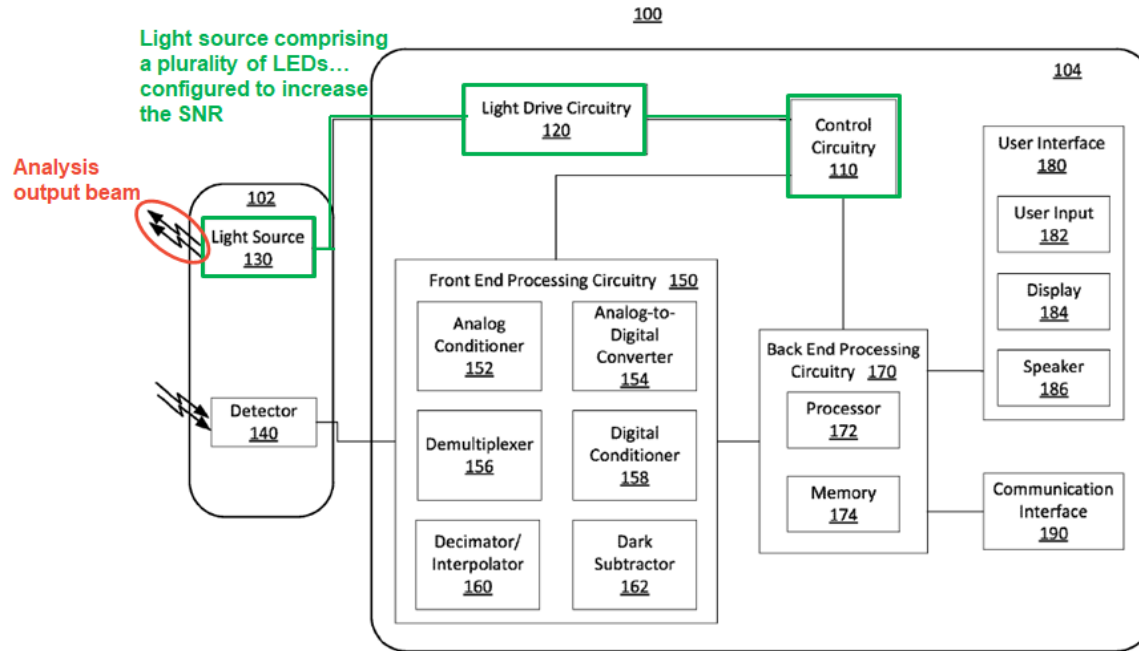 100
Light source comprising
a plurality of LEDs...
configured to increase
the SNR
104
Light Drive Circuitry
120
Control
Circuitry
110
User Interface
180
User Input
182
Display
184
Speaker
186
Analysis
output beam
102
Light Source
130
Front End Processing Circuitry 150
Analog
Conditioner
152
Analog-to-
Digital
Converter
154
Back End Processing
Circuitry 170
Processor
172
Memory
174
Detector
140
Demultiplexer
156
Digital
Conditioner
158
Communication
Interface
190
Decimator/
Interpolator
160
Dark
Subtractor
162